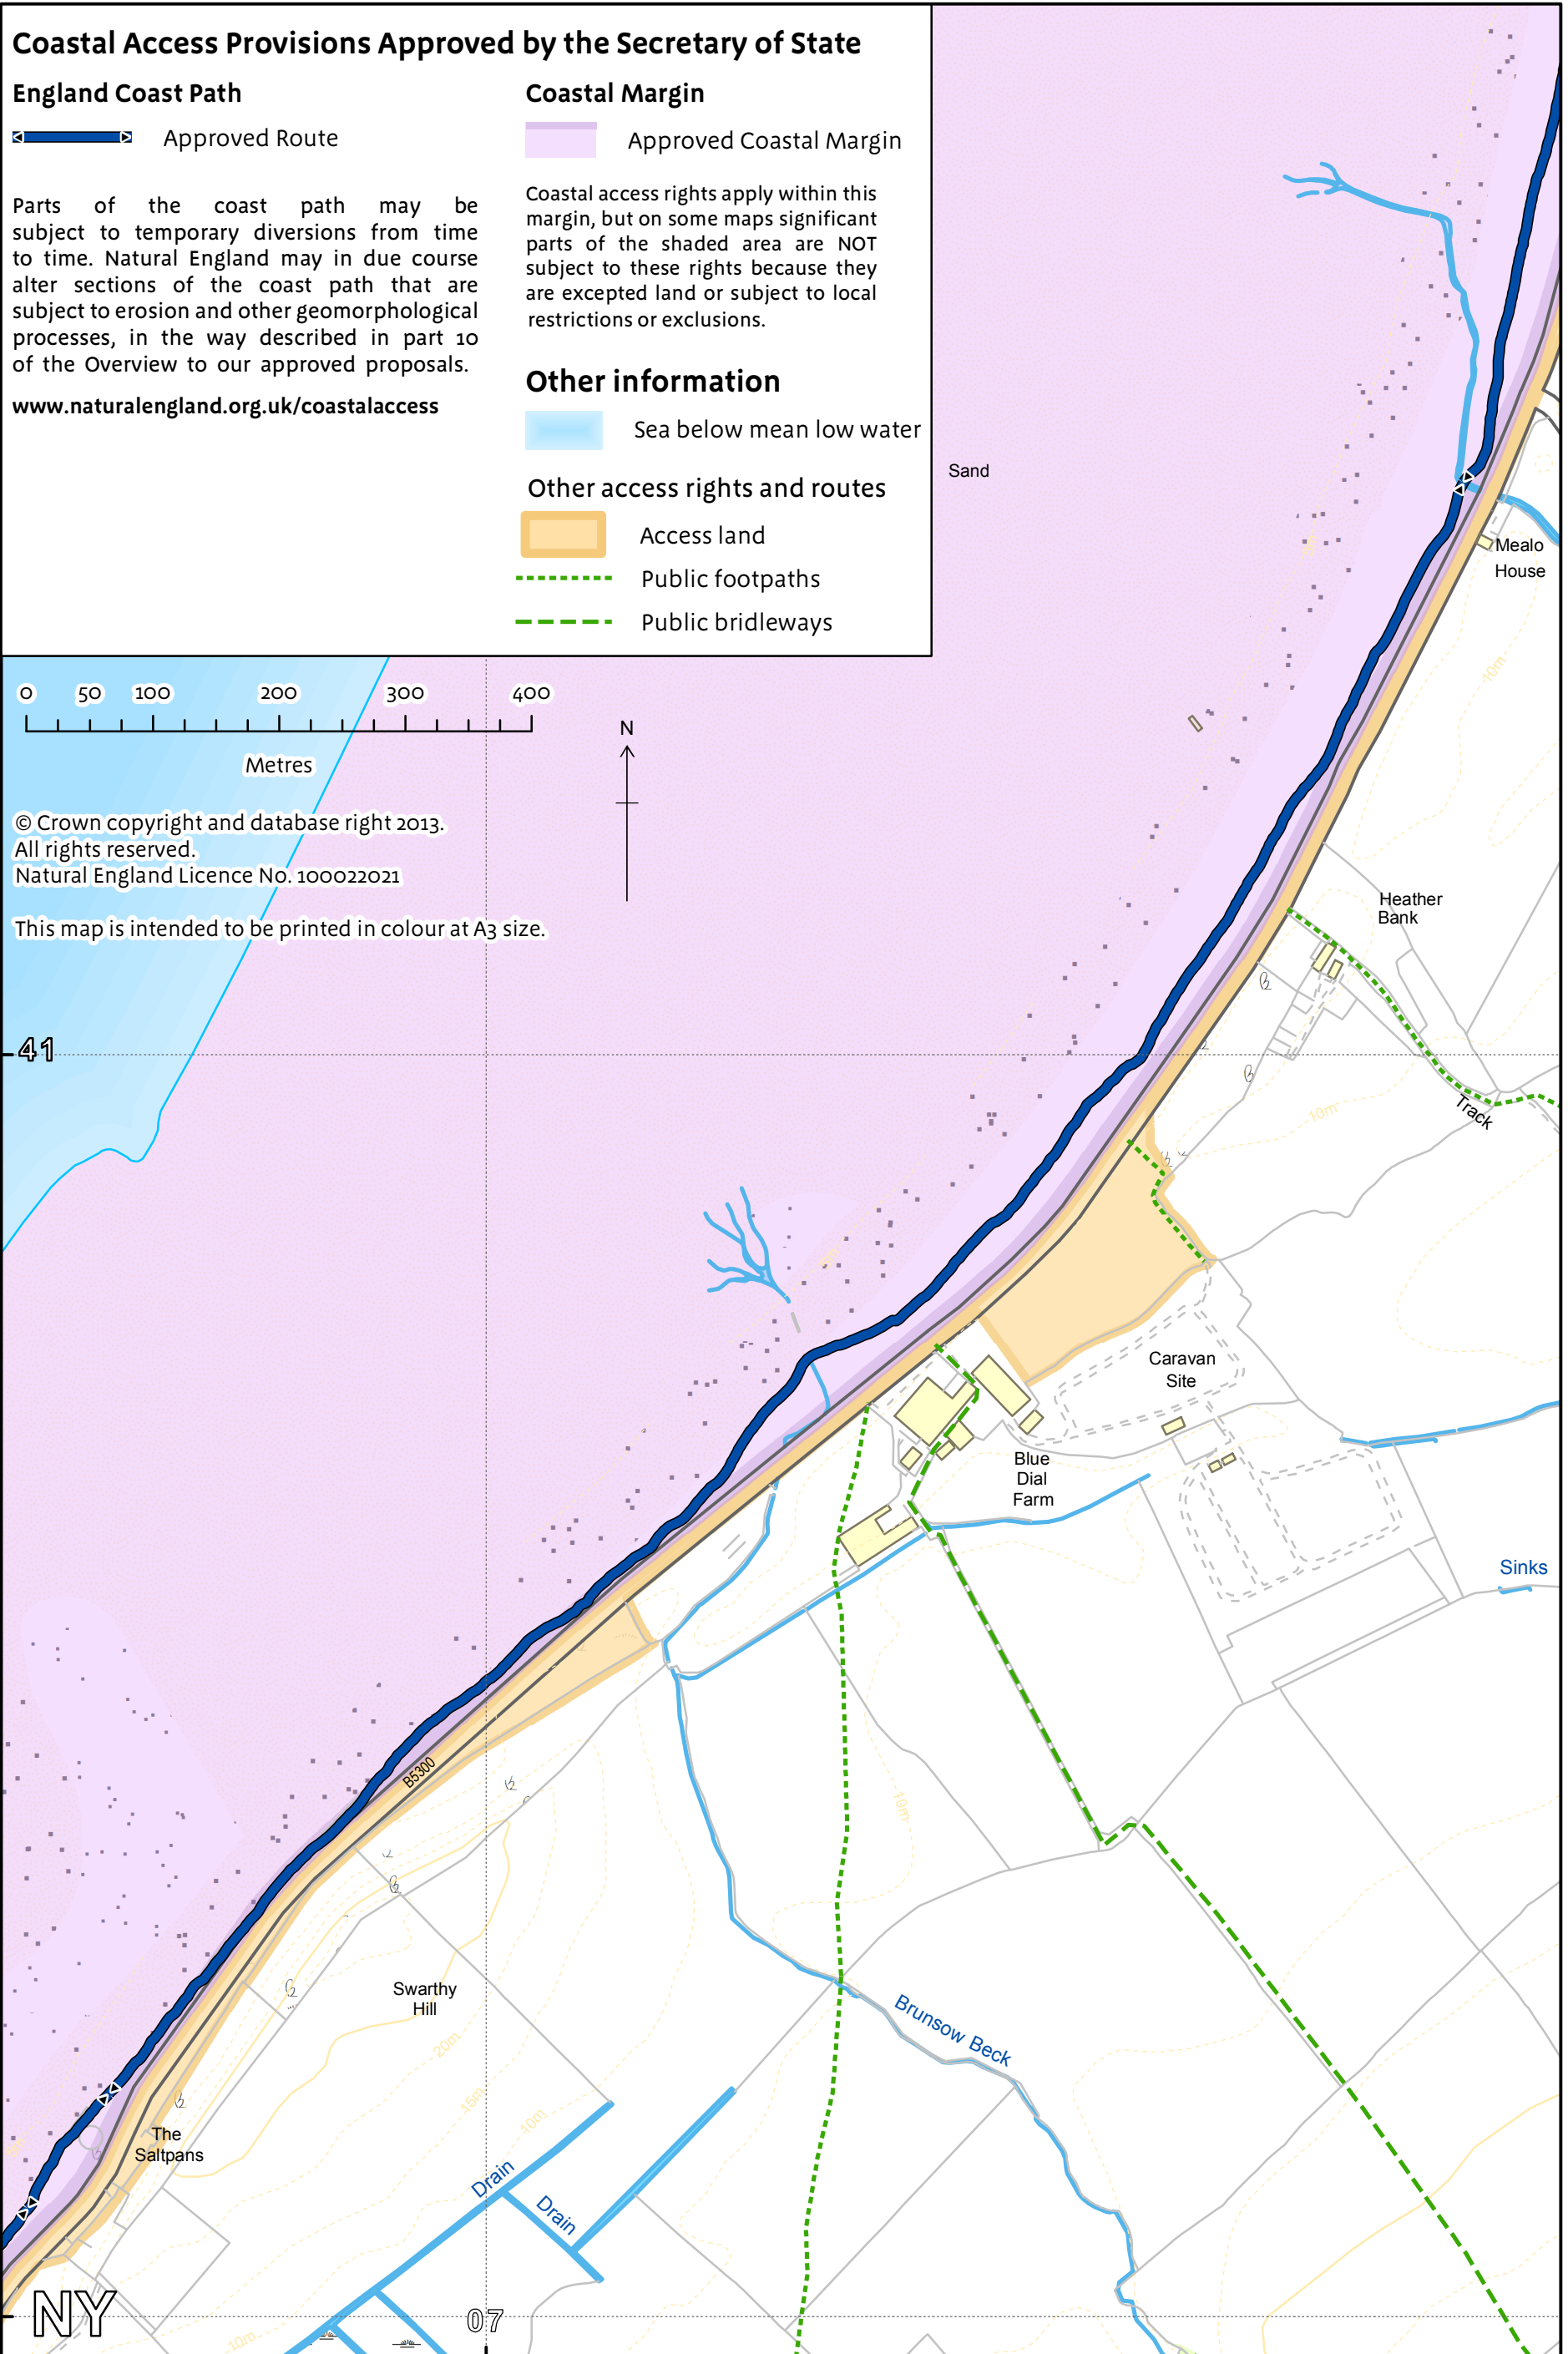 Coastal Access Provisions Approved by the Secretary of State
England Coast Path
Approved Route
Parts of the coast path may be
subject to temporary diversions from time
to time. Natural England may in due course
alter sections of the coast path that are
subject to erosion and other geomorphological
processes, in the way described in part 10
of the Overview to our approved proposals.
www.naturalengland.org.uk/coastalaccess
Coastal Margin
Approved Coastal Margin
Coastal access rights apply within this
margin, but on some maps significant
parts of the shaded area are NOT
subject to these rights because they
are excepted land or subject to local
restrictions or exclusions.
Other information
Sea below mean low water
Other access rights and routes
Access land
Public footpaths
Public bridleways
Sand
Mealo
House
10m
0 50 100 200 300 400
Metres
N
© Crown copyright and database right 2013.
All rights reserved.
Natural England Licence No. 100022021
This map is intended to be printed in colour at A3 size.
Heather
Bank
41
Track
10m
Caravan
Site
Blue
Dial
Farm
Sinks
B5300
10m
Swarthy
Hill
20m
15m
10m
Brunsow Beck
The
Saltpans
Drain
Drain
NY
07
10m